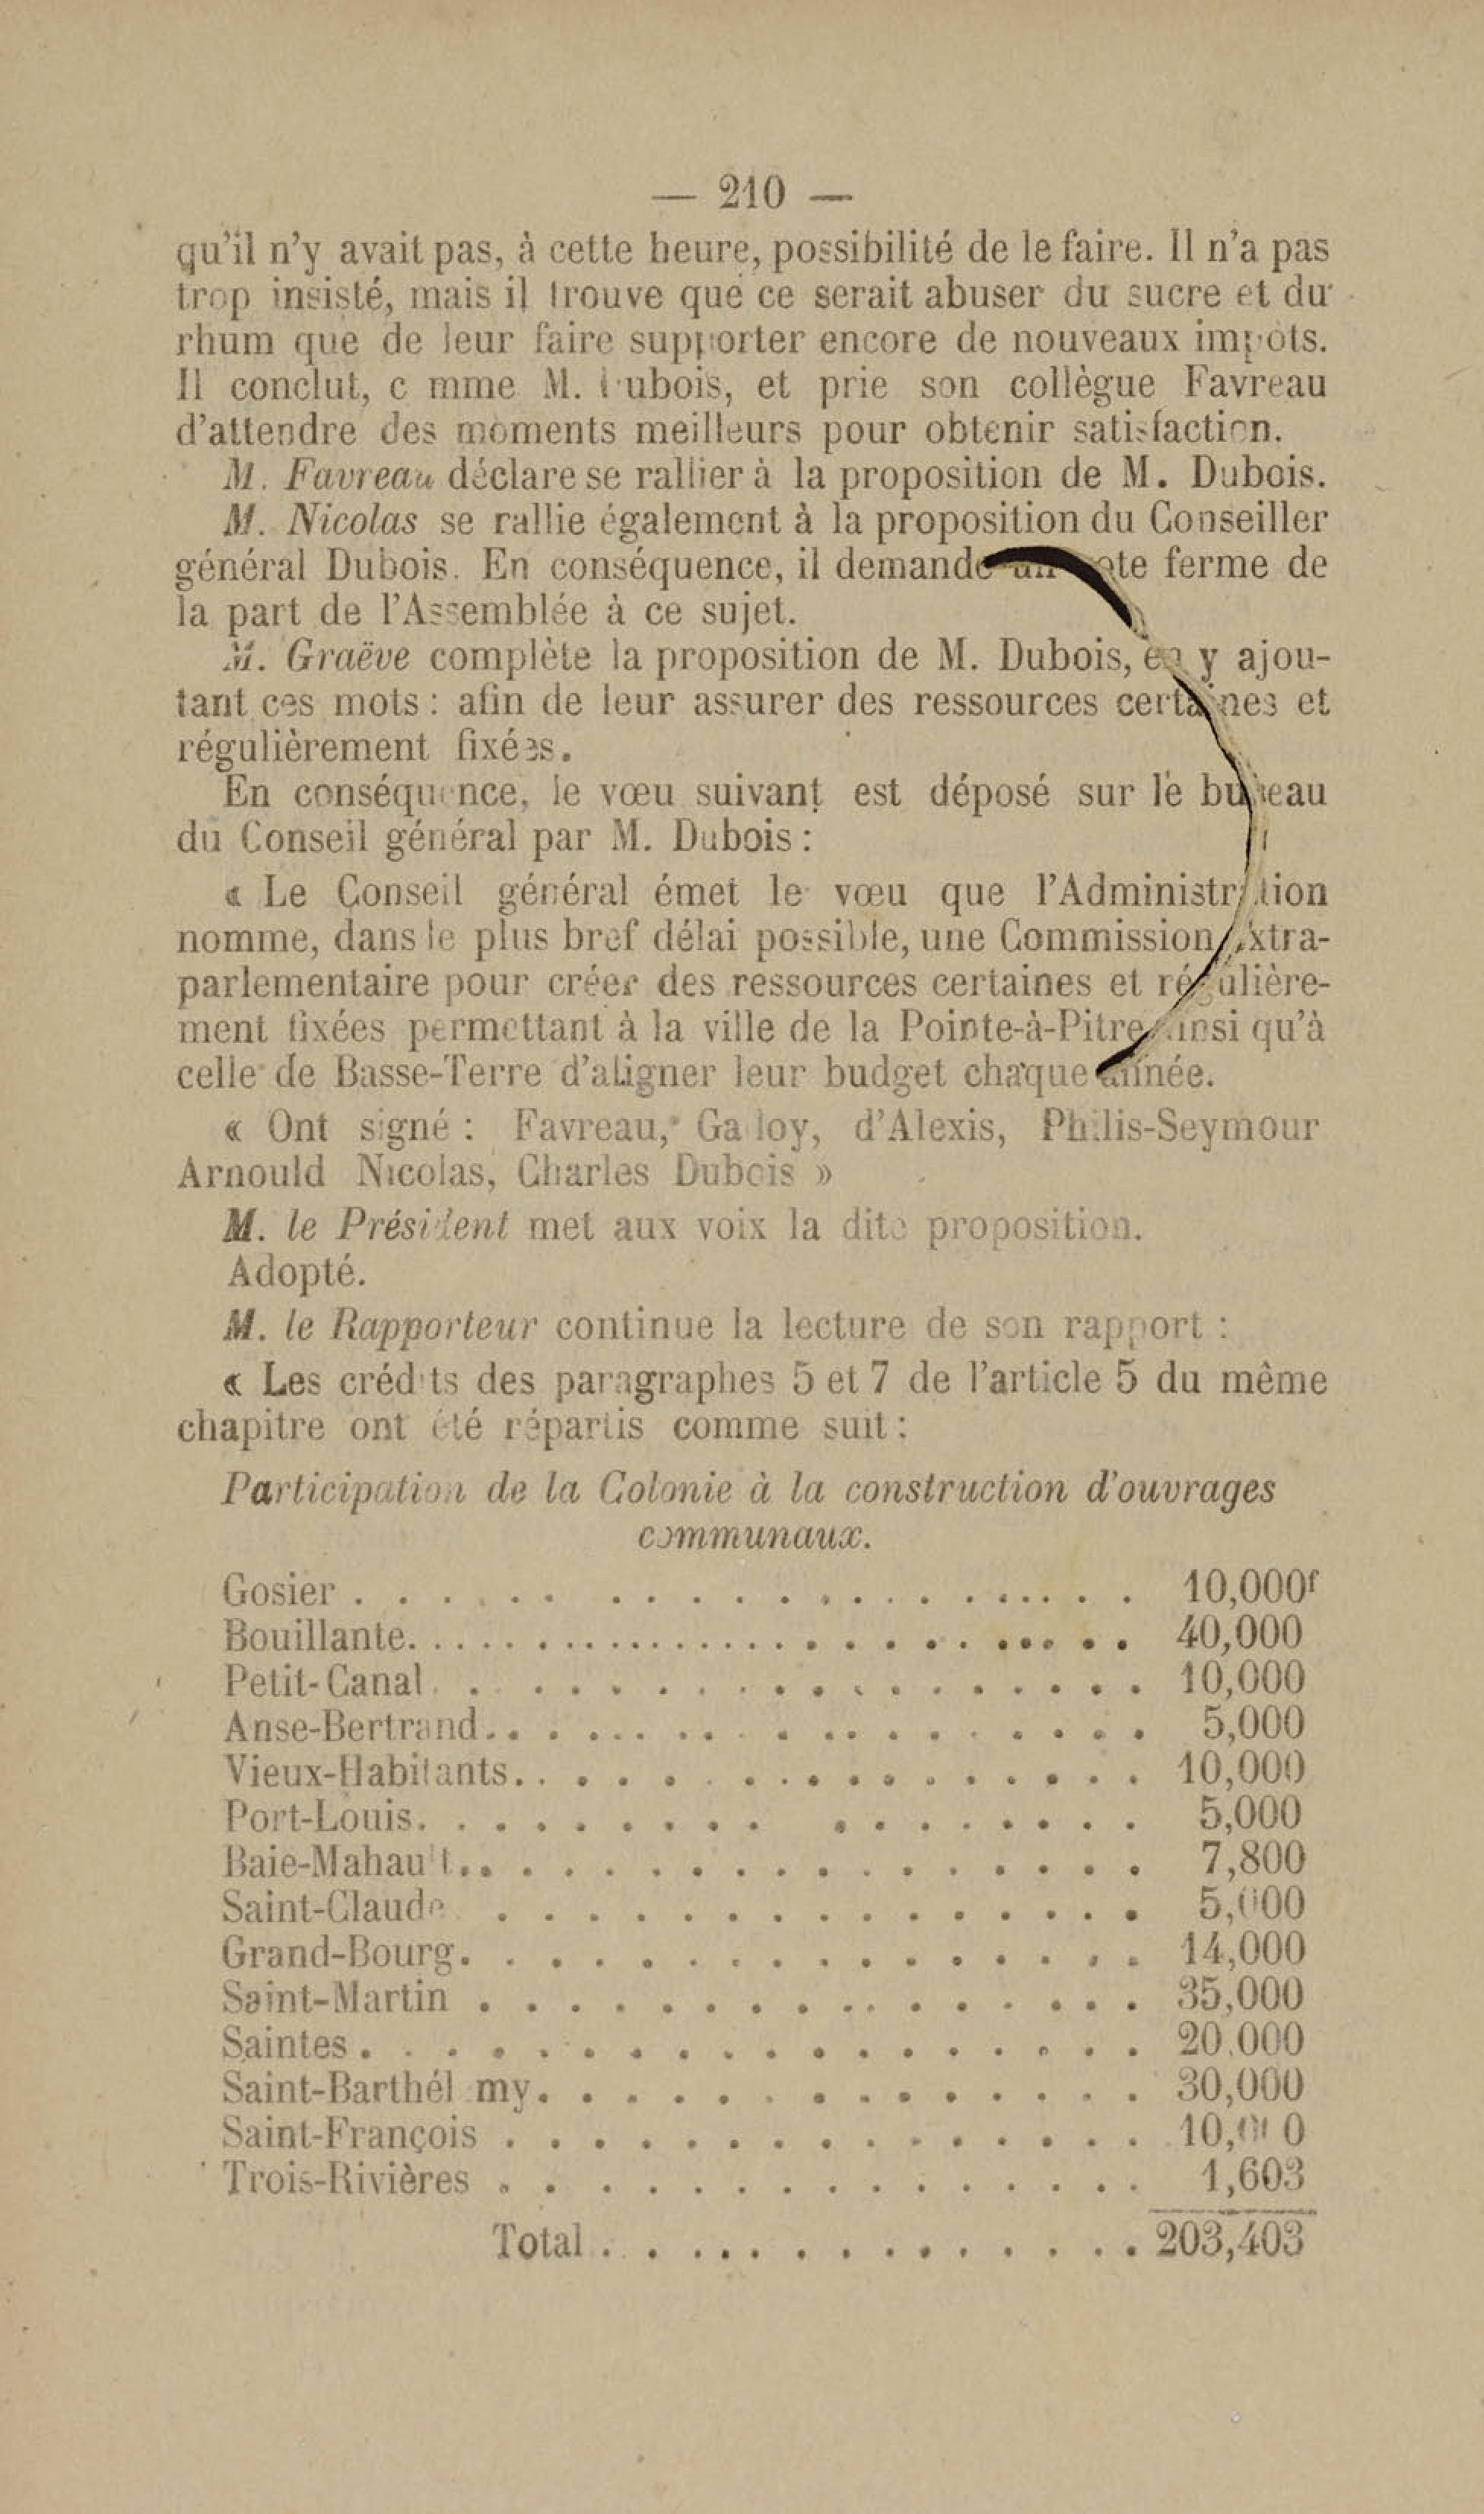 — 210 —
qu'il n'y avait pas, à cette heure, possibilité de le faire. Il n'a pas
trop insisté, mais il trouve que ce serait abuser du sucre et du
rhum que de leur faire supporter encore de nouveaux impôts.
Il conclut, comme M. Dubois, et prie son collègue Favreau
d'attendre des moments meilleurs pour obtenir satisfaction.
M. Favreau déclare se rallier à la proposition de M. Dubois.
M. Nicolas se rallie également à la proposition du Conseiller
général Dubois. En conséquence, il demande un ferme de
la part de l'Assemblée à ce sujet.
M. Graëve complète la proposition de M. Dubois, en y ajou-
tant ces mots : afin de leur assurer des ressources certaines et
régulièrement fixées.
En conséquence, le vœu suivant est déposé sur le bureau
du Conseil général par M. Dubois :
« Le Conseil général émet le vœu que l'Administration
nomme, dans le plus bref délai possible, une Commission extra-
parlementaire pour créer des ressources certaines et régulière-
ment fixées permettant à la ville de la Pointe-à-Pitre ainsi qu'à
celle de Basse-Terre d'aligner leur budget chaque année.
« Ont signé : Favreau, d'Alexis, Philis-Seymour
Arnould Nicolas, Charles Dubois »
M. le Président met aux voix la dite proposition.
Adopté.
M. le Rapporteur continue la lecture de son rapport :
« Les crédits des paragraphes 5 et 7 de l'article 5 du même
chapitre ont été répartis comme suit :
Participation de la Colonie à la construction d'ouvrages
communaux.
Gosier . . . . . . . . . . . . . . . . 10,000f
Bouillante. . . . . . . . . . . . . . . . 40,000
Petit-Canal. . . . . . . . . . . . . . . . 10,000
Anse-Bertrand. . . . . . . . . . . . . . . . 5,000
Vieux-Habitants. . . . . . . . . . . . . . . . 10,000
Port-Louis. . . . . . . . . . . . . . . . 5,000
Baie-Mahault. . . . . . . . . . . . . . . . 7,800
Saint-Claude . . . . . . . . . . . . . . . . 5,000
Grand-Bourg. . . . . . . . . . . . . . . . 14,000
Saint-Martin . . . . . . . . . . . . . . . . 35,000
Saintes . . . . . . . . . . . . . . . . 20.000
Saint-Barthélemy. . . . . . . . . . . . . . . . 30,000
Saint-François . . . . . . . . . . . . . . . . 10,000
Trois-Rivières . . . . . . . . . . . . . . . . 1,603
Total . . . . . . . . . . . . . . 203,403